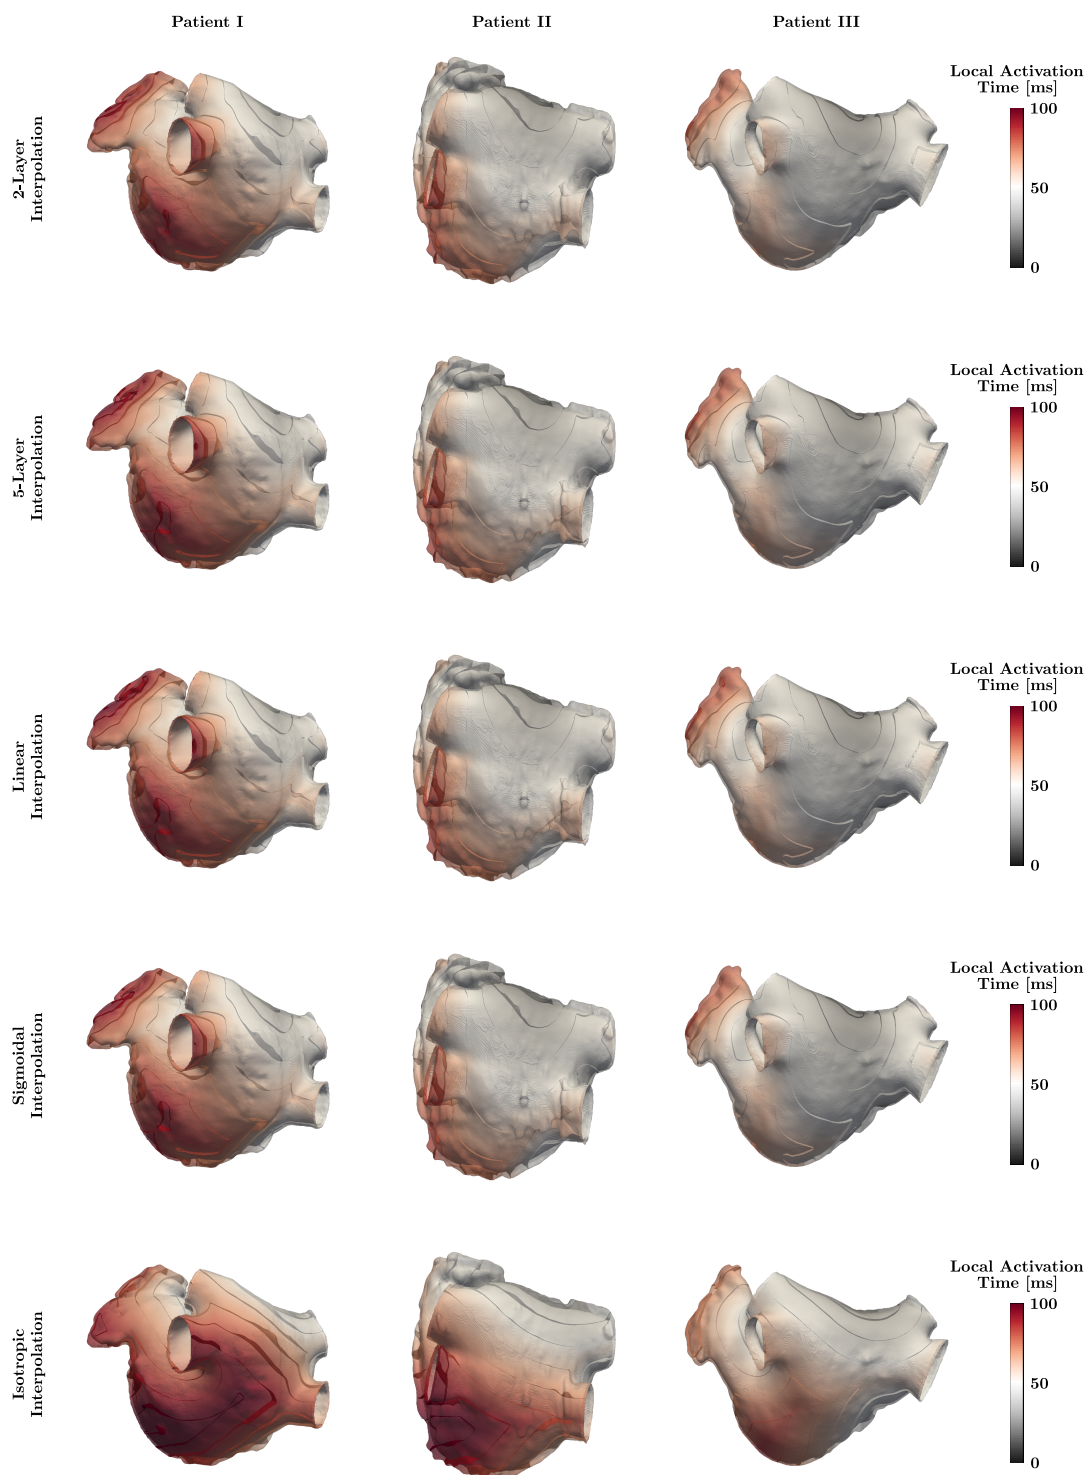 Patient I
Patient II
Patient III
2-Layer
Interpolation
Local Activation
Time [ms]
100
50
0
5-Layer
Interpolation
Local Activation
Time [ms]
100
50
0
Linear
Interpolation
Local Activation
Time [ms]
100
50
0
Sigmoidal
Interpolation
Local Activation
Time [ms]
100
50
0
Isotropic
Interpolation
Local Activation
Time [ms]
100
50
0